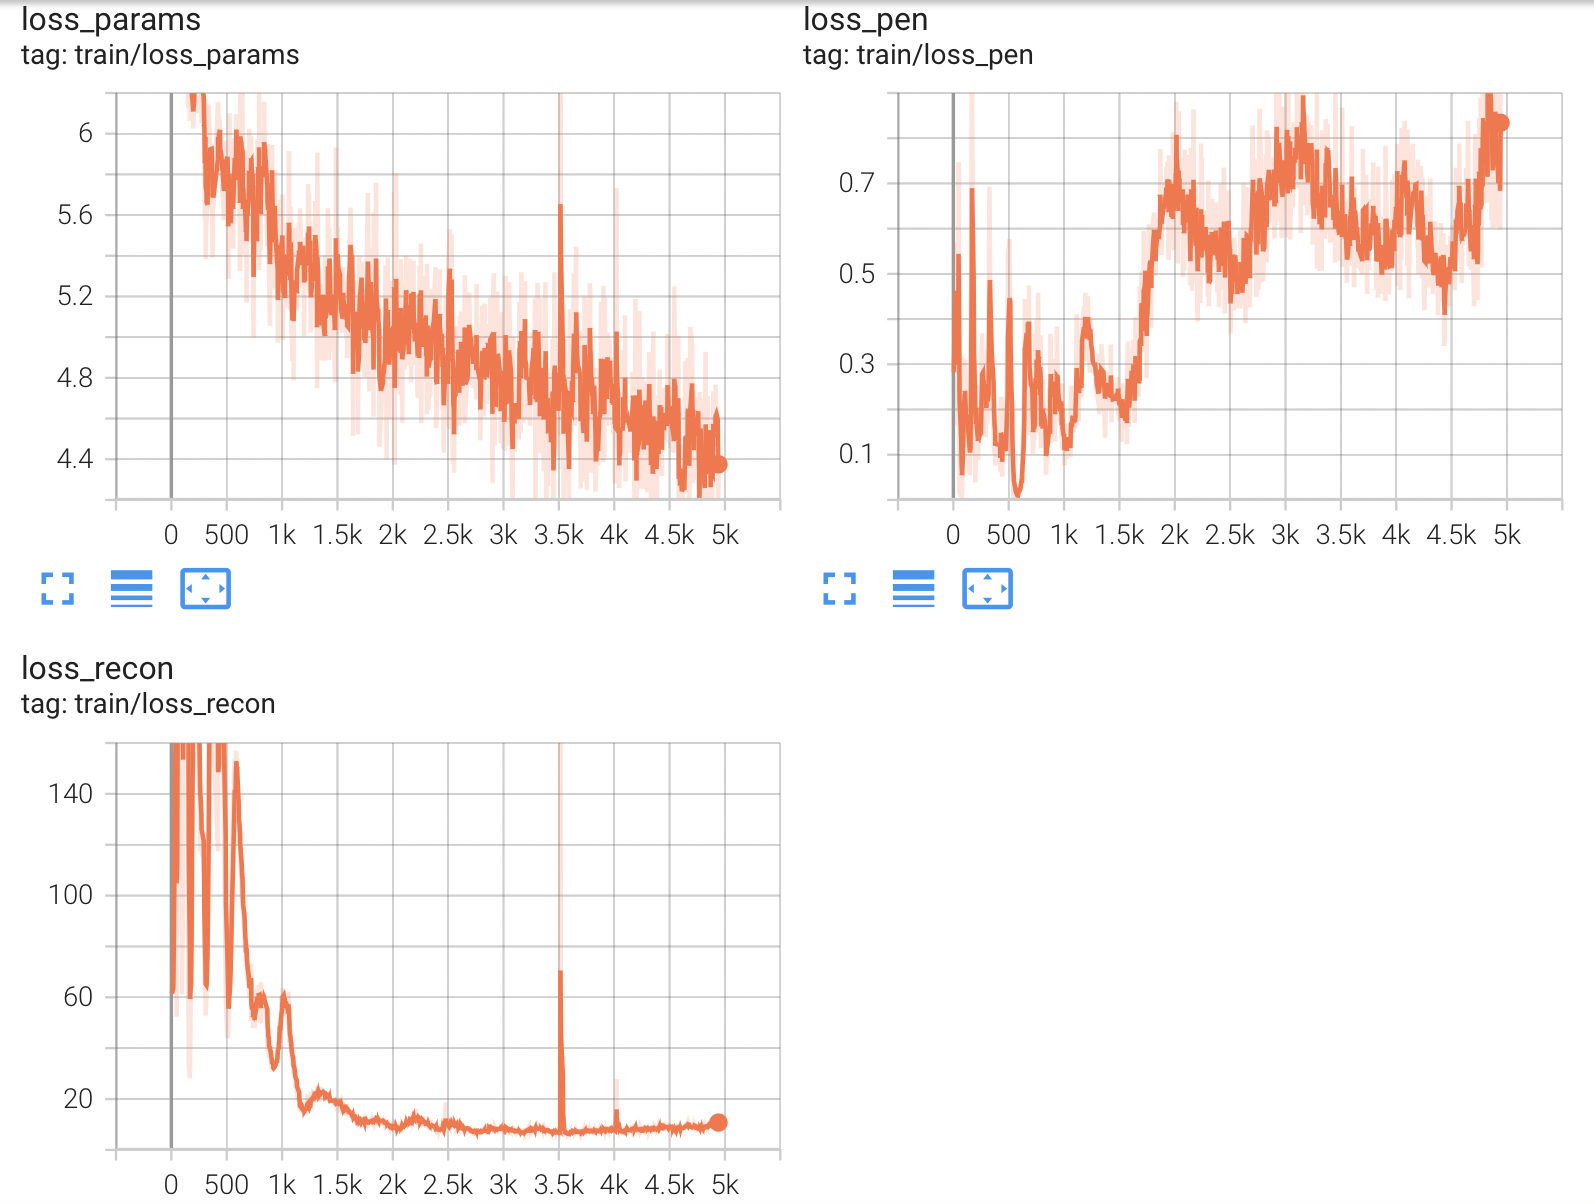 loss_params
tag: train/loss_params
6
5.6
5.2
4.8
4.4
0 500 1k 1.5k 2k 2.5k 3k 3.5k 4k 4.5k 5k
loss_pen
tag: train/loss_pen
0.7
0.5
0.3
0.1
0 500 1k 1.5k 2k 2.5k 3k 3.5k 4k 4.5k 5k
loss_recon
tag: train/loss_recon
140
100
60
20
0 500 1k 1.5k 2k 2.5k 3k 3.5k 4k 4.5k 5k